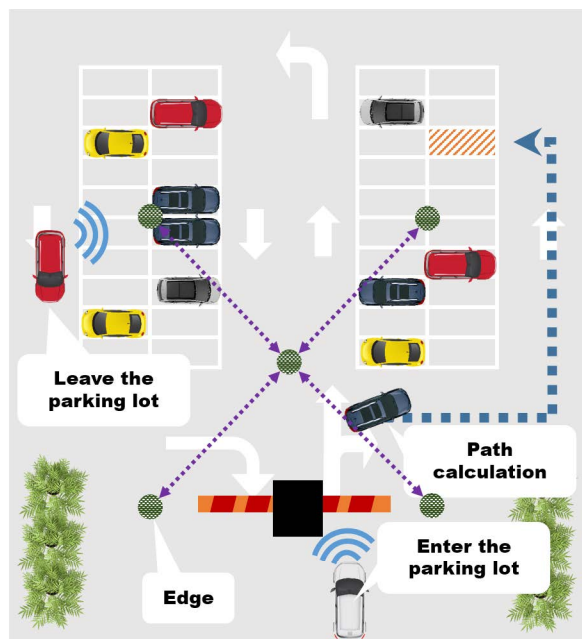 Leave the
parking lot
Path
calculation
Enter the
parking lot
Edge